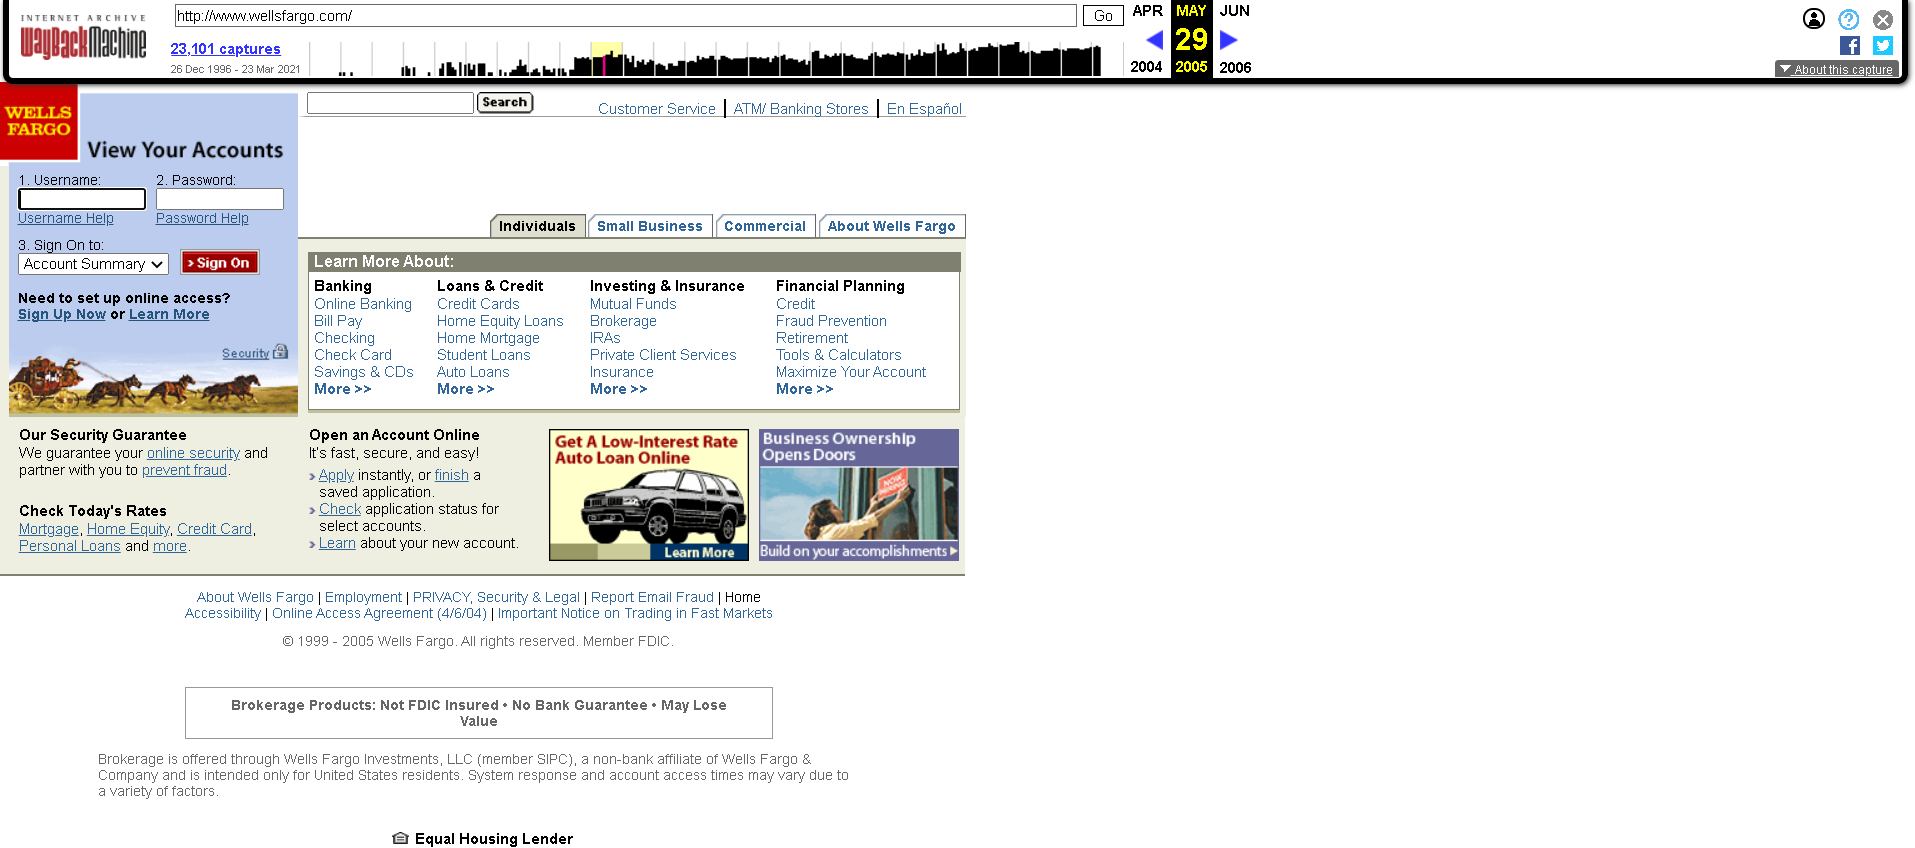 INTERNET ARCHIVE
WayBackMachine
http://www.wellsfargo.com/
Go
23,101 captures
26 Dec 1996 - 23 Mar 2021
APR MAY JUN
29
2004 2005 2006
About this capture
WELLS
FARGO
View Your Accounts
1. Username:
2. Password:
Username Help
Password Help
3. Sign On to:
Account Summary
Sign On
Need to set up online access?
Sign Up Now or Learn More
Security
Search
Customer Service
ATM/ Banking Stores
En Español
Individuals
Small Business
Commercial
About Wells Fargo
Learn More About:
Banking
Online Banking
Bill Pay
Checking
Check Card
Savings & CDs
More >>
Loans & Credit
Credit Cards
Home Equity Loans
Home Mortgage
Student Loans
Auto Loans
More >>
Investing & Insurance
Mutual Funds
Brokerage
IRAs
Private Client Services
Insurance
More >>
Financial Planning
Credit
Fraud Prevention
Retirement
Tools & Calculators
Maximize Your Account
More >>
Our Security Guarantee
We guarantee your online security and
partner with you to prevent fraud.
Check Today's Rates
Mortgage, Home Equity, Credit Card,
Personal Loans and more.
Open an Account Online
It's fast, secure, and easy!
Apply instantly, or finish a
saved application.
Check application status for
select accounts.
Learn about your new account.
Get A Low-Interest Rate
Auto Loan Online
Learn More
Business Ownership
Opens Doors
NOW
Build on your accomplishments
About Wells Fargo | Employment | PRIVACY, Security & Legal | Report Email Fraud | Home
Accessibility | Online Access Agreement (4/6/04) | Important Notice on Trading in Fast Markets
© 1999 - 2005 Wells Fargo. All rights reserved. Member FDIC.
Brokerage Products: Not FDIC Insured • No Bank Guarantee • May Lose
Value
Brokerage is offered through Wells Fargo Investments, LLC (member SIPC), a non-bank affiliate of Wells Fargo &
Company and is intended only for United States residents. System response and account access times may vary due to
a variety of factors.
Equal Housing Lender